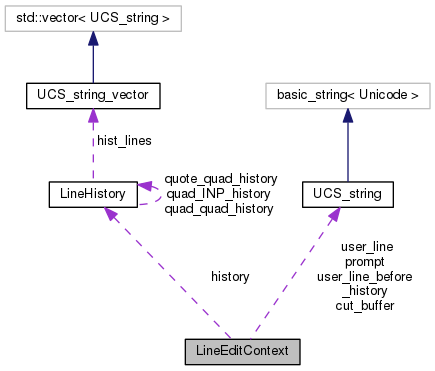 std::vector< UCS_string >
UCS_string_vector
basic_string< Unicode >
hist_lines
LineHistory
quote_quad_history
quad_INP_history
quad_quad_history
UCS_string
history
user_line
prompt
user_line_before
_history
cut_buffer
LineEditContext